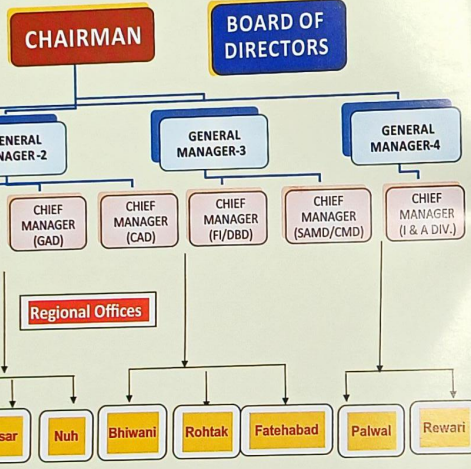 CHAIRMAN
BOARD OF
DIRECTORS
GENERAL
MANAGER-3
GENERAL
MANAGER-4
CHIEF
MANAGER
(GAD)
CHIEF
MANAGER
(CAD)
CHIEF
MANAGER
(FI/DBD)
CHIEF
MANAGER
(SAMD/CMD)
CHIEF
MANAGER
(I & A DIV.)
Regional Offices
Nuh
Bhiwani
Rohtak
Fatehabad
Palwal
Rewari